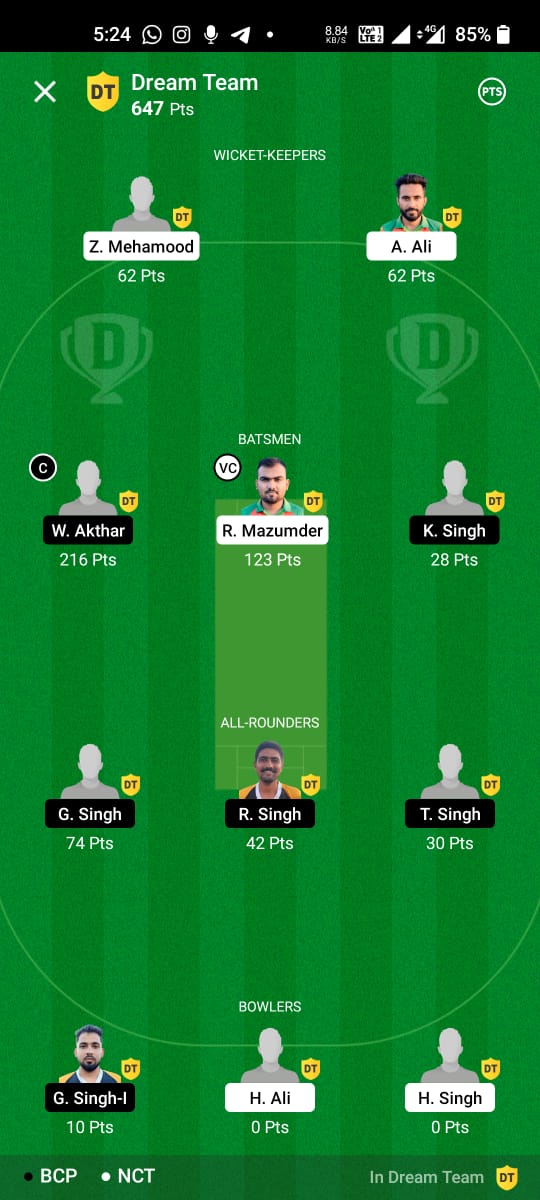 5:24 8.84 KB/S Vo 1 LTE 2 4G 85%
DT Dream Team
647 Pts PTS
WICKET-KEEPERS
DT DT
Z. Mehamood A. Ali
62 Pts 62 Pts
D D
BATSMEN
C VC
DT DT DT
W. Akthar R. Mazumder K. Singh
216 Pts 123 Pts 28 Pts
ALL-ROUNDERS
DT DT DT
G. Singh R. Singh T. Singh
74 Pts 42 Pts 30 Pts
BOWLERS
DT DT DT
G. Singh-I H. Ali H. Singh
10 Pts 0 Pts 0 Pts
BCP NCT In Dream Team DT